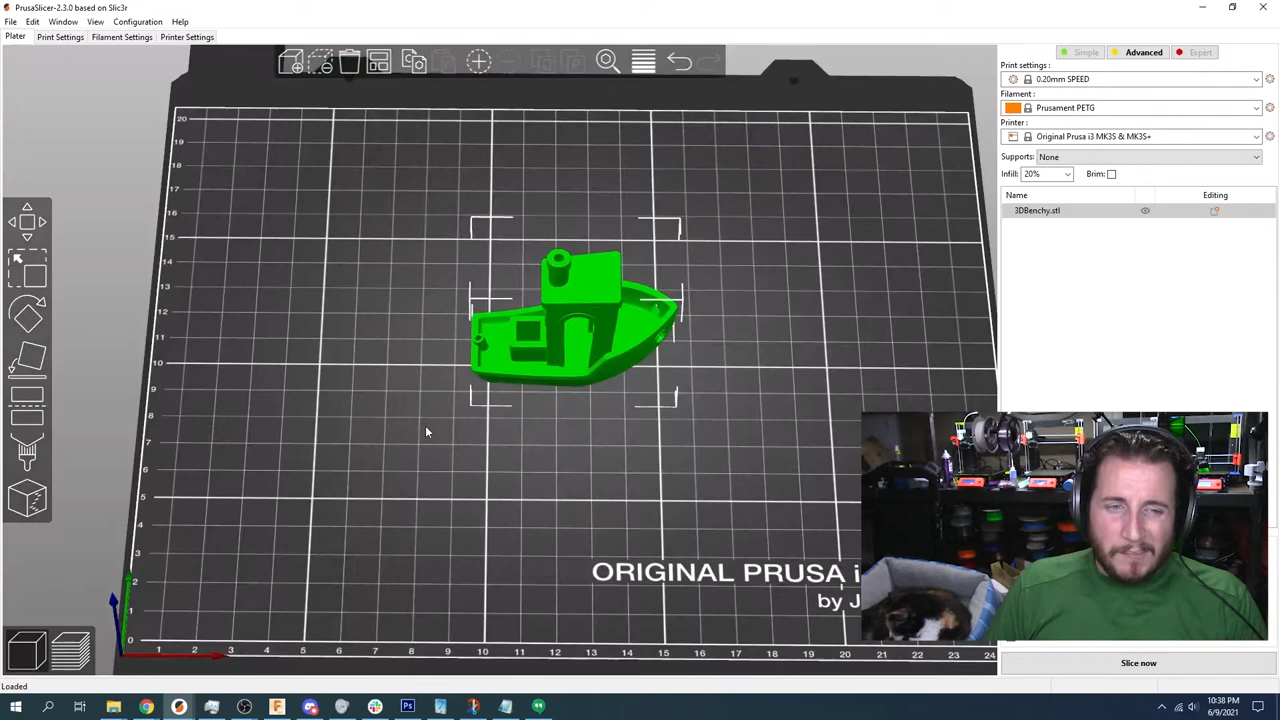 PrusaSlicer-2.3.0 based on Slic3r
File Edit Window View Configuration Help
Plater Print Settings Filament Settings Printer Settings
Simple Advanced Expert
Print settings :
0.20mm SPEED
Filament :
Prusament PETG
Printer :
Original Prusa i3 MK3S & MK3S+
Supports: None
Infill: 20% Brim:
Name Editing
3DBenchy.stl
20
19
18
17
16
15
14
13
12
11
10
9
8
7
6
5
4
3
2
1
0
1 2 3 4 5 6 7 8 9 10 11 12 13 14 15 16 17 18 19 20 21 22 23 24
ORIGINAL PRUSA i
by J
Slice now
Loaded
10:38 PM
6/9/2021